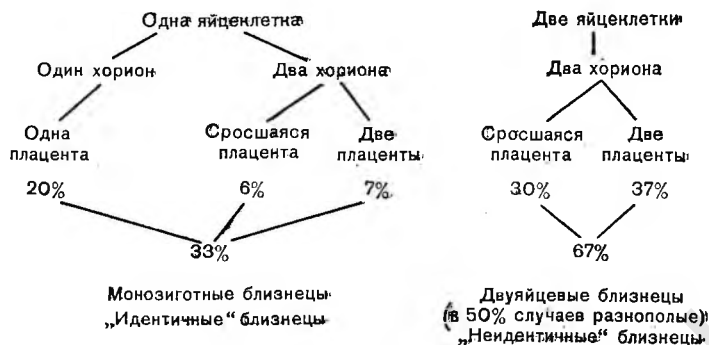 Одна яйцеклетка
Один хорион
Два хориона
Одна
плацента
Сросшаяся
плацента
Две
плаценты
20%
6%
7%
33%
Монозиготные близнецы
„Идентичные“ близнецы
Две яйцеклетки
Два хориона
Сросшаяся
плацента
Две
плаценты
30%
37%
67%
Двуяйцевые близнецы
(в 50% случаев разнополые)
„Неидентичные“ близнецы